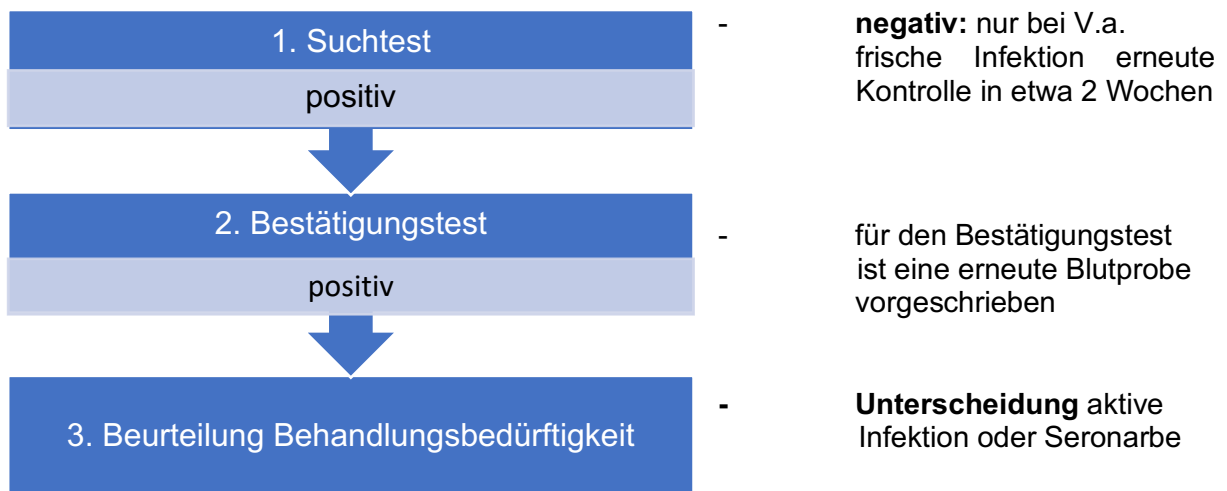 1. Suchtest
positiv
- negativ: nur bei V.a.
frische Infektion erneute
Kontrolle in etwa 2 Wochen
2. Bestätigungstest
positiv
- für den Bestätigungstest
ist eine erneute Blutprobe
vorgeschrieben
3. Beurteilung Behandlungsbedürftigkeit
- Unterscheidung aktive
Infektion oder Seronarbe